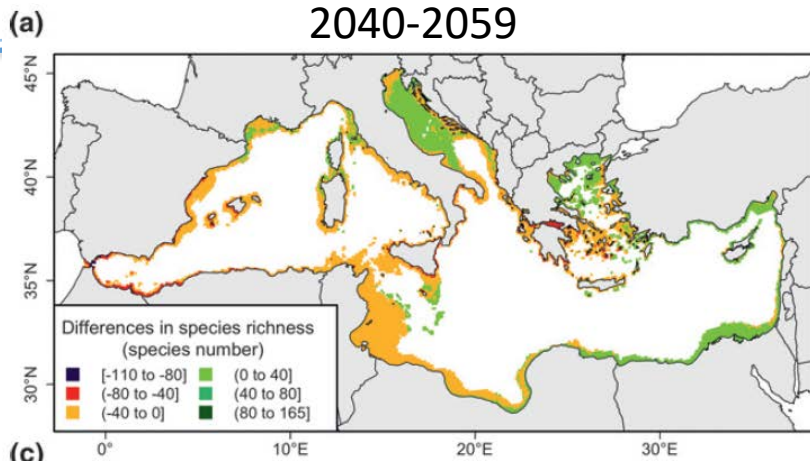 (a)
2040-2059
45°N
40°N
35°N
30°N
Differences in species richness
(species number)
[-110 to -80] (0 to 40]
(-80 to -40] (40 to 80]
(-40 to 0] (80 to 165]
0° 10°E 20°E 30°E
(c)